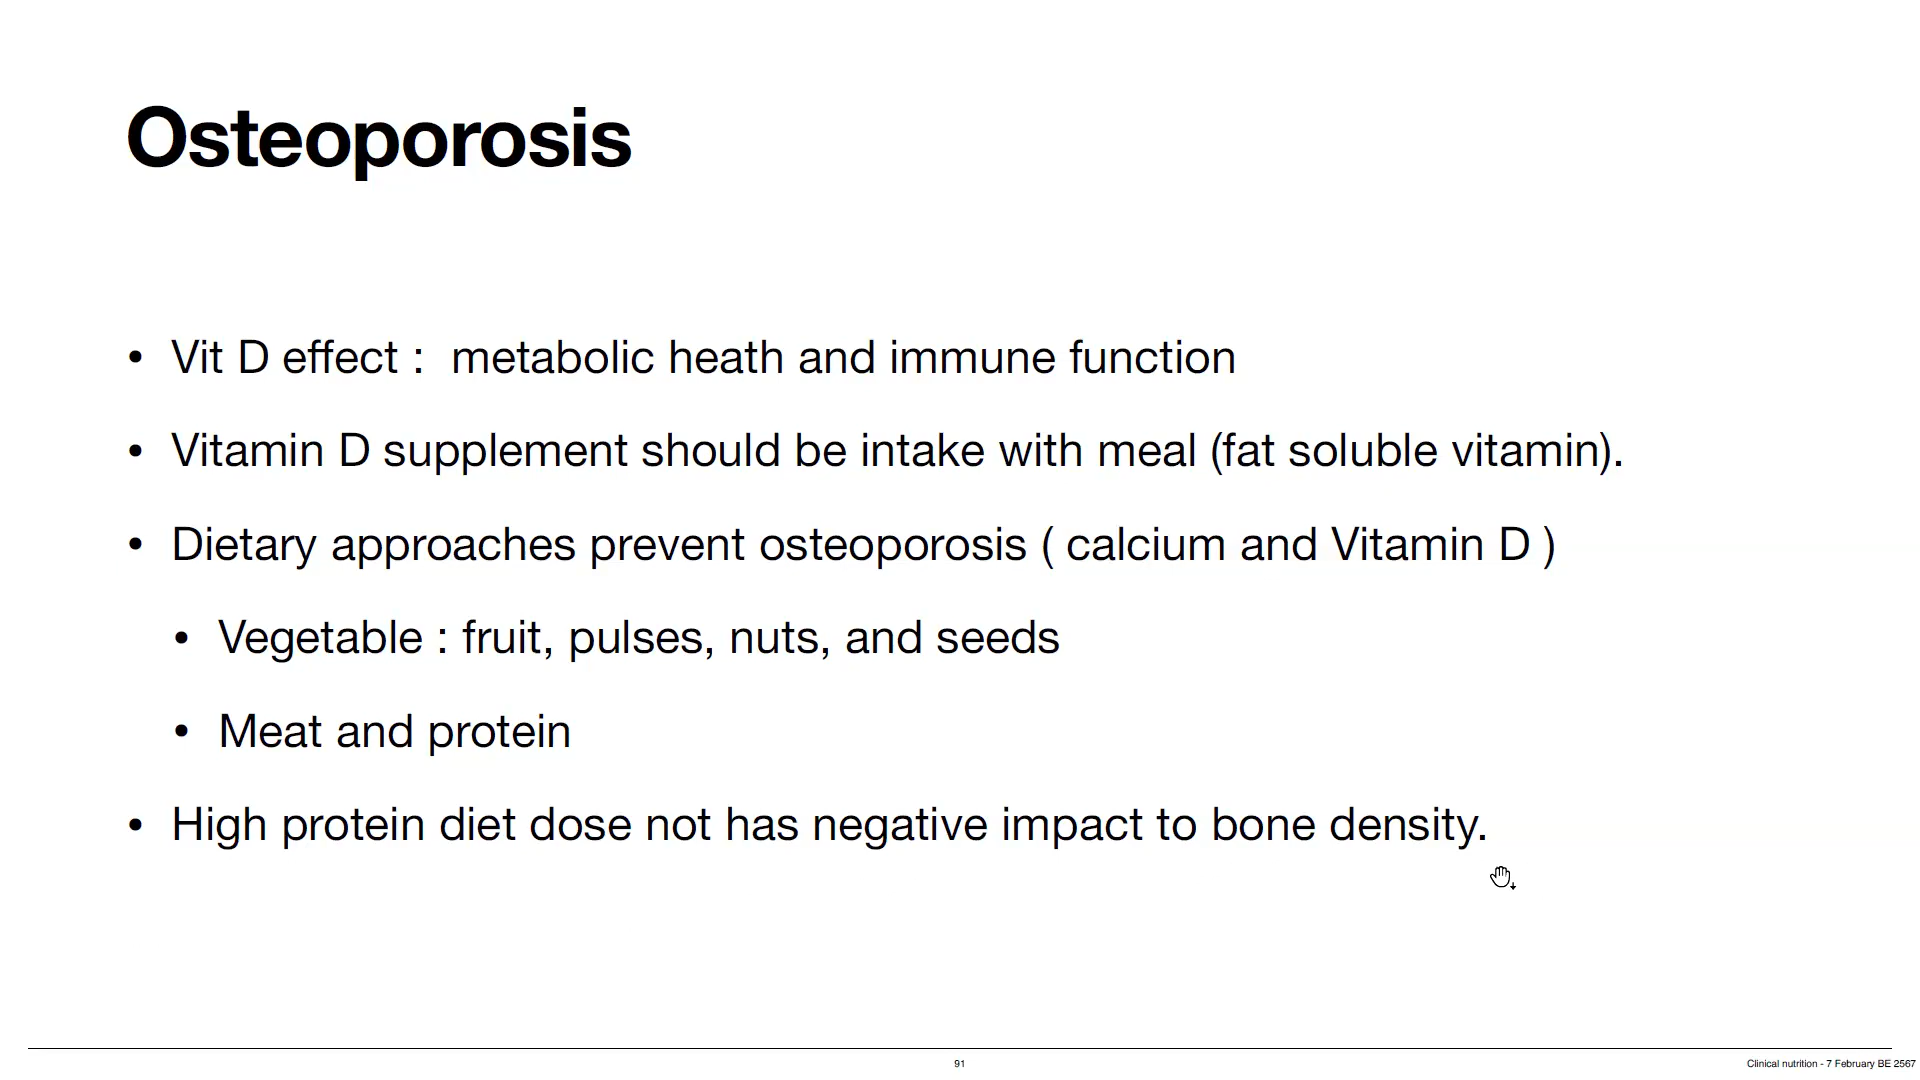 Osteoporosis
• Vit D effect :  metabolic heath and immune function
• Vitamin D supplement should be intake with meal (fat soluble vitamin).
• Dietary approaches prevent osteoporosis ( calcium and Vitamin D )
• Vegetable : fruit, pulses, nuts, and seeds
• Meat and protein
• High protein diet dose not has negative impact to bone density.
91
Clinical nutrition - 7 February BE 2567